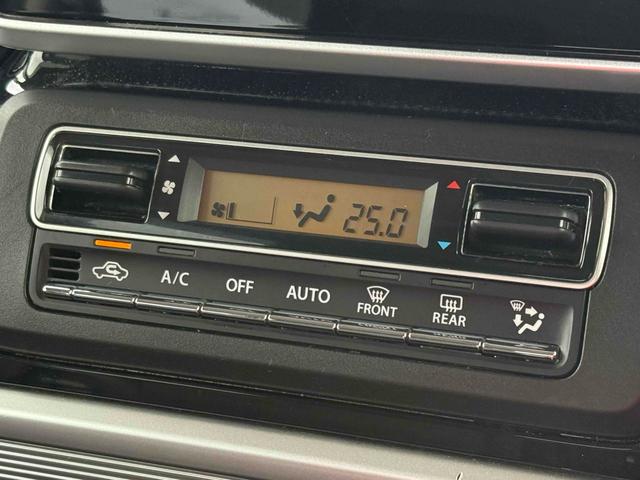 25.0
A/C OFF AUTO FRONT REAR